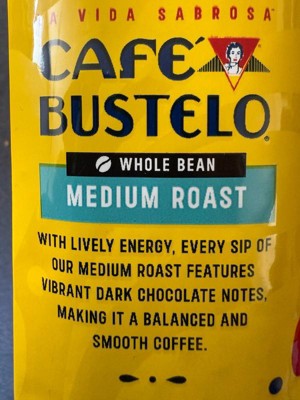 A VIDA SABROSA
CAFÉ
BUSTELO®
WHOLE BEAN
MEDIUM ROAST
WITH LIVELY ENERGY, EVERY SIP OF
OUR MEDIUM ROAST FEATURES
VIBRANT DARK CHOCOLATE NOTES,
MAKING IT A BALANCED AND
SMOOTH COFFEE.